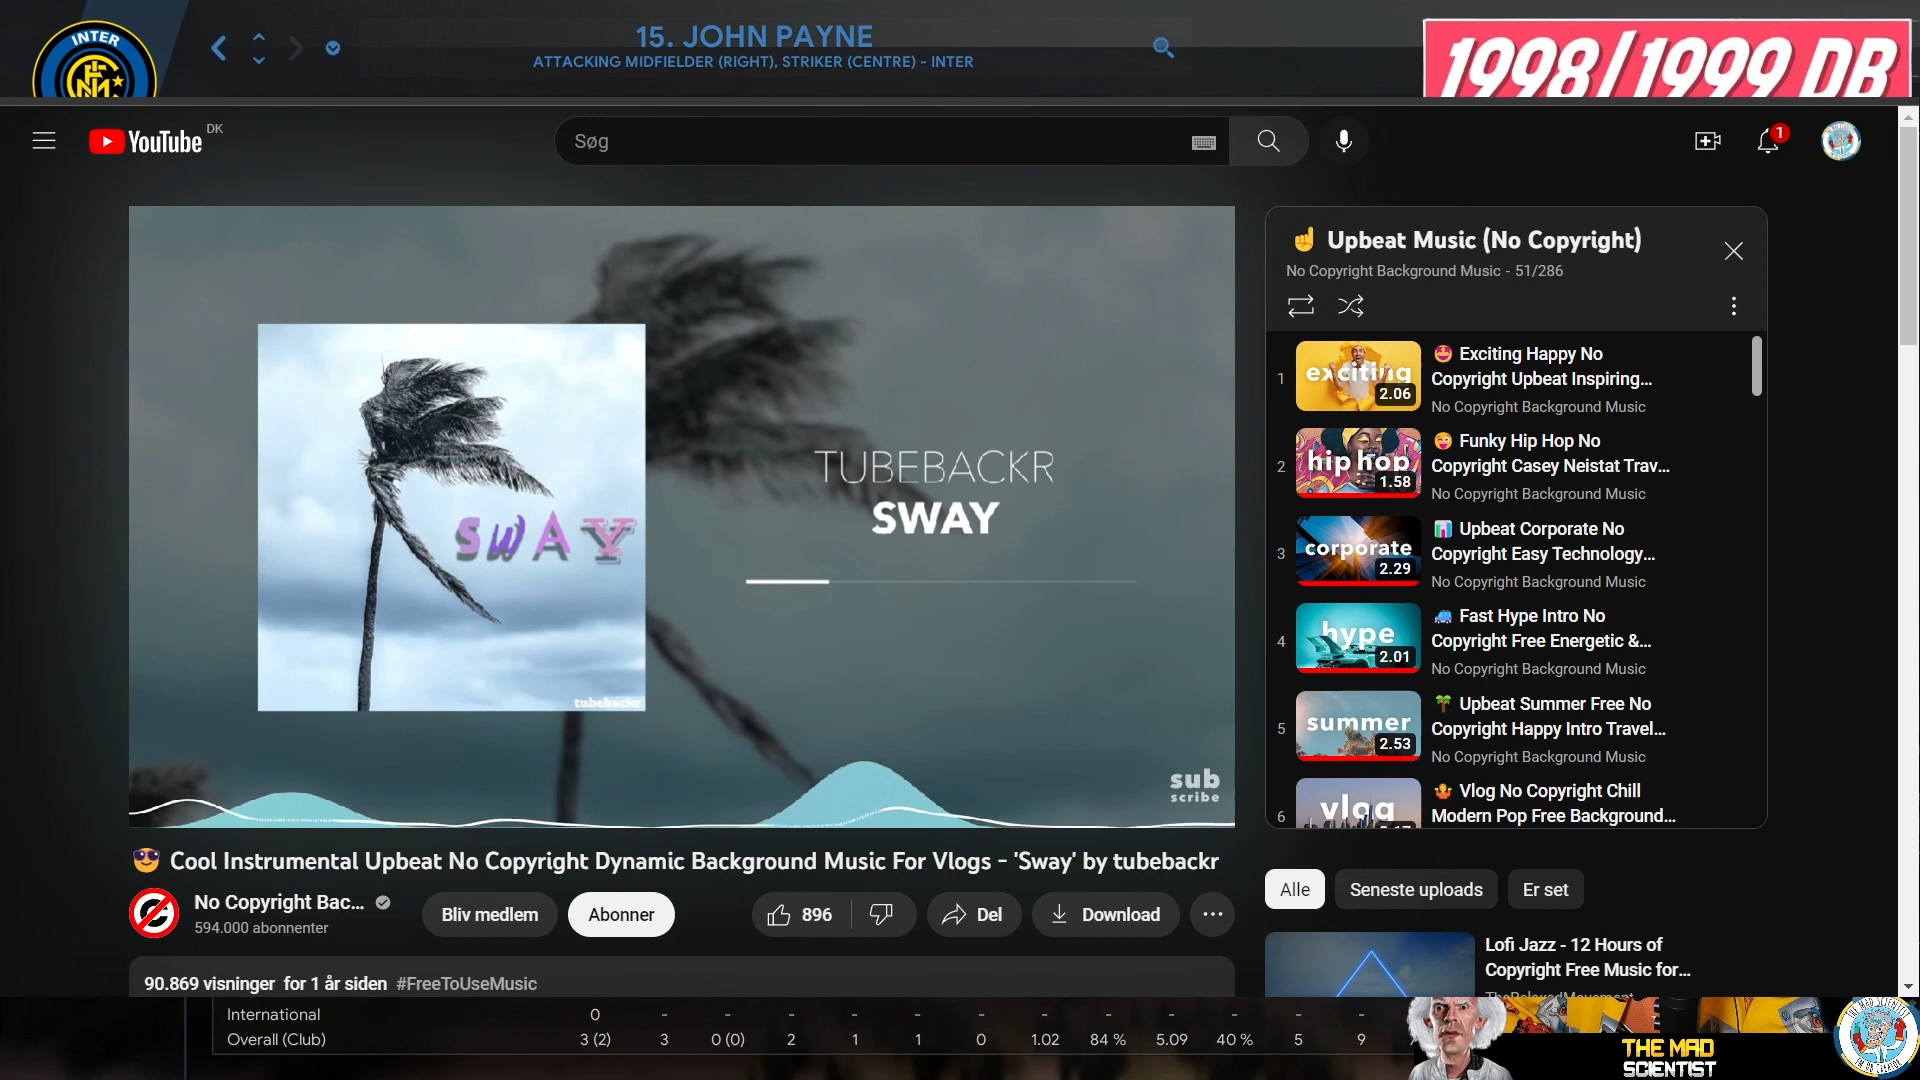 INTER
15. JOHN PAYNE
ATTACKING MIDFIELDER (RIGHT), STRIKER (CENTRE) - INTER
1998/1999 DB
YouTube DK
Søg
1
TUBEBACKR
SWAY
SWAY
tubebackr
sub
scribe
☝ Upbeat Music (No Copyright)
No Copyright Background Music - 51/286
1
exciting
2.06
🤩 Exciting Happy No
Copyright Upbeat Inspiring...
No Copyright Background Music
2
hip hop
1.58
😜 Funky Hip Hop No
Copyright Casey Neistat Trav...
No Copyright Background Music
3
corporate
2.29
📊 Upbeat Corporate No
Copyright Easy Technology...
No Copyright Background Music
4
hype
2.01
🚙 Fast Hype Intro No
Copyright Free Energetic &...
No Copyright Background Music
5
summer
2.53
🌴 Upbeat Summer Free No
Copyright Happy Intro Travel...
No Copyright Background Music
6
vlog
🤷 Vlog No Copyright Chill
Modern Pop Free Background...
😎 Cool Instrumental Upbeat No Copyright Dynamic Background Music For Vlogs - 'Sway' by tubebackr
No Copyright Bac...
594.000 abonnenter
Bliv medlem
Abonner
896
Del
Download
90.869 visninger for 1 år siden #FreeToUseMusic
Alle
Seneste uploads
Er set
Lofi Jazz - 12 Hours of
Copyright Free Music for...
International 0 - - - - - - - - - - - -
Overall (Club) 3 (2) 3 0 (0) 2 1 1 0 1.02 84 % 5.09 40 % 5 9
THE MAD
SCIENTIST